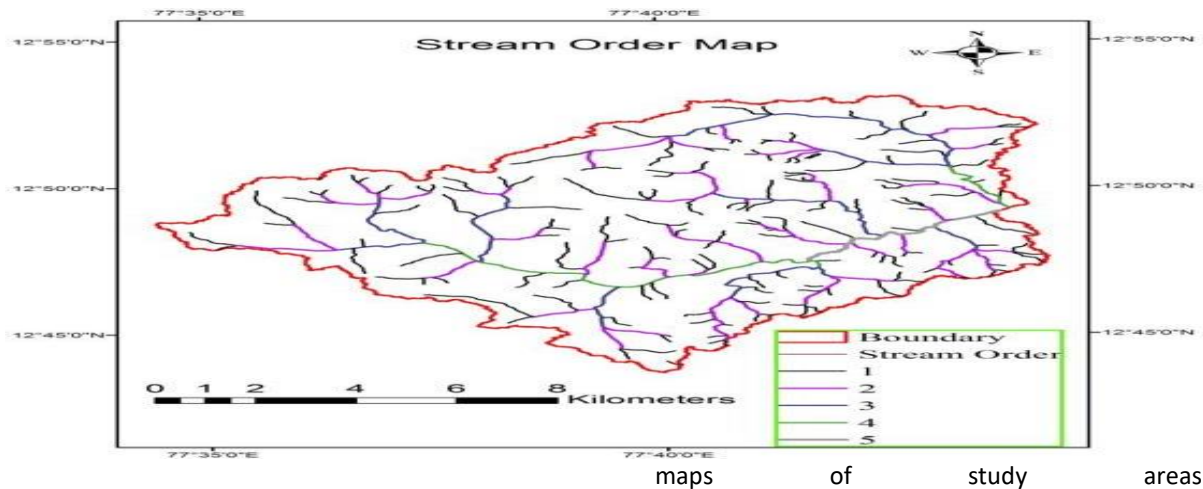 77°35'0"E 77°40'0"E
12°55'0"N 12°55'0"N
Stream Order Map
N
W E
S
12°50'0"N 12°50'0"N
12°45'0"N 12°45'0"N
Boundary
Stream Order
1
2
3
4
5
0 1 2 4 6 8
Kilometers
77°35'0"E 77°40'0"E
maps of study areas